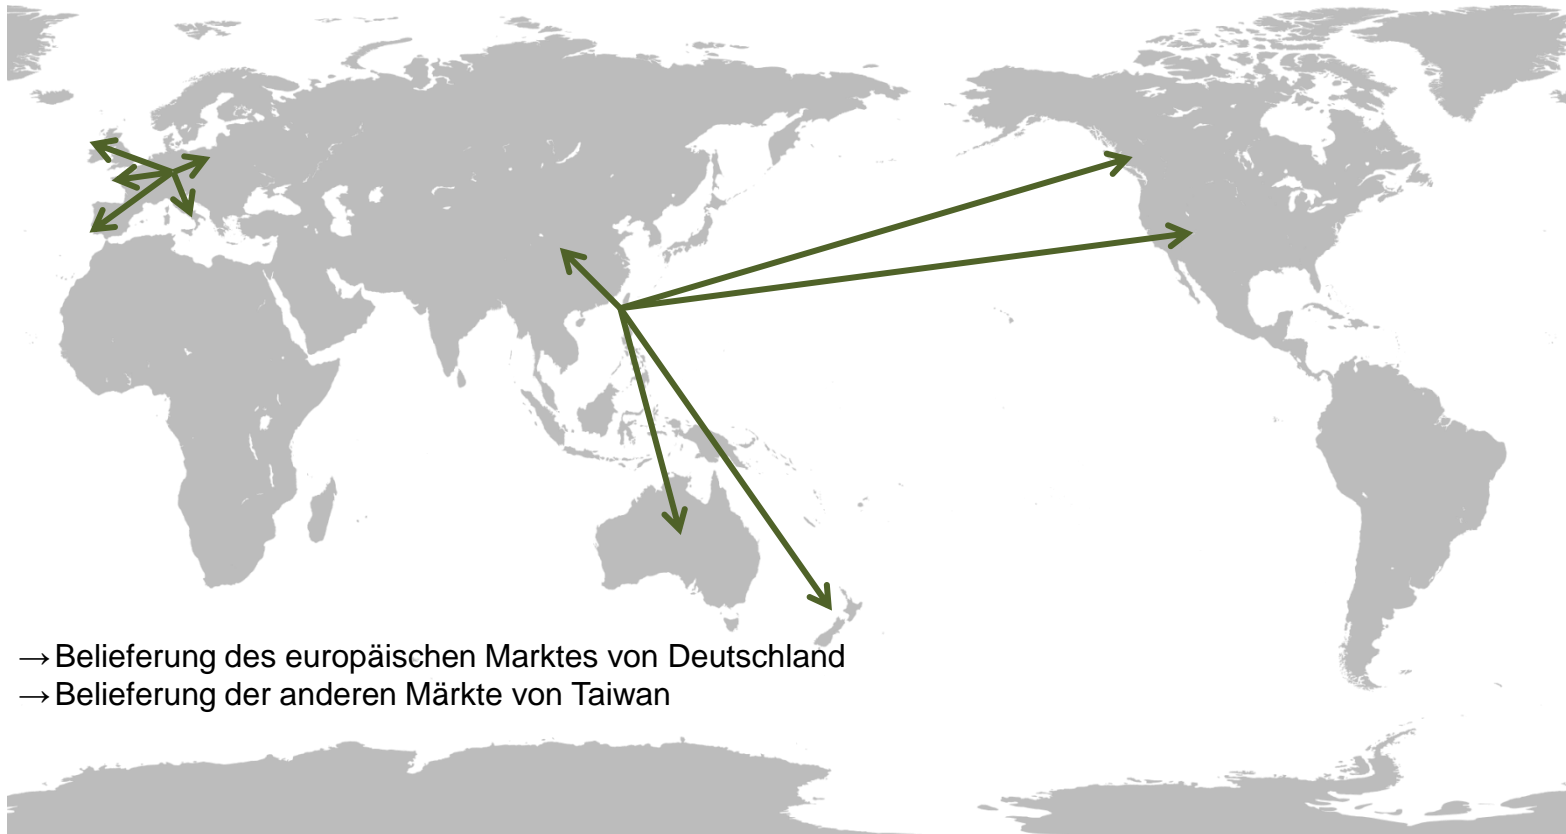 → Belieferung des europäischen Marktes von Deutschland
→ Belieferung der anderen Märkte von Taiwan